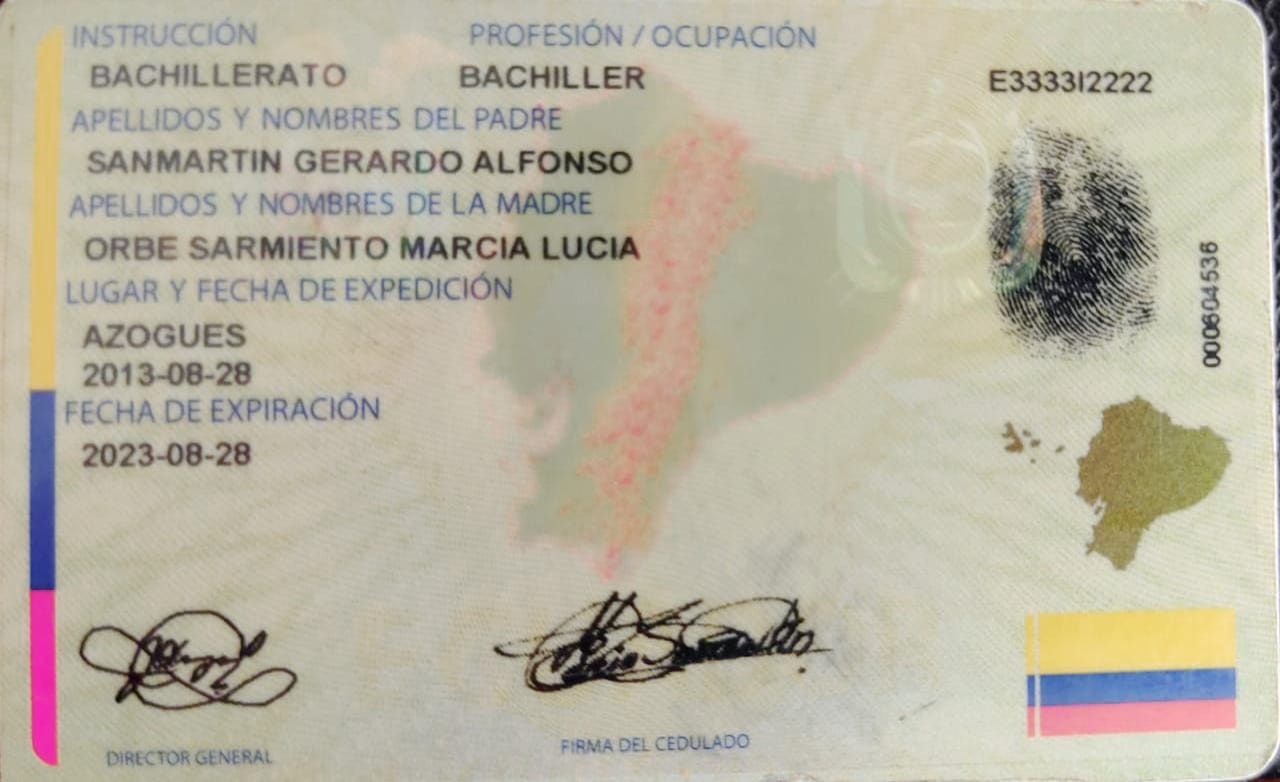 INSTRUCCIÓN PROFESIÓN / OCUPACIÓN
BACHILLERATO BACHILLER E3333I2222
APELLIDOS Y NOMBRES DEL PADRE
SANMARTIN GERARDO ALFONSO
APELLIDOS Y NOMBRES DE LA MADRE
ORBE SARMIENTO MARCIA LUCIA
LUGAR Y FECHA DE EXPEDICIÓN
AZOGUES
2013-08-28
FECHA DE EXPIRACIÓN
2023-08-28
000604536
DIRECTOR GENERAL
FIRMA DEL CEDULADO